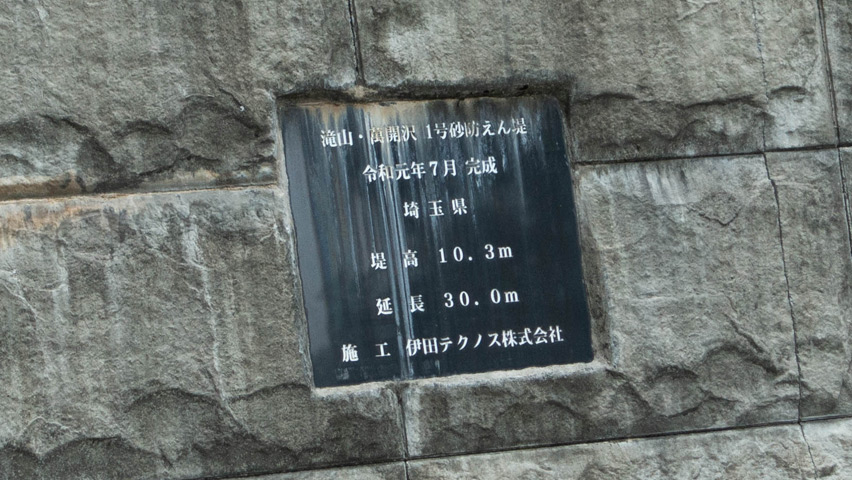 滝山・萬開沢 1号砂防えん堤
令和元年7月 完成
埼玉県
堤 高 10.3m
延 長 30.0m
施 工 伊田テクノス株式会社